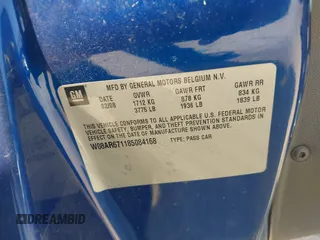 MFD BY GENERAL MOTORS BELGIUM N.V.
GM
DATE GVWR GAWR FRT GAWR RR
03/08 1712 KG 878 KG 834 KG
3775 LB 1936 LB 1839 LB
THIS VEHICLE CONFORMS TO ALL APPLICABLE U.S. FEDERAL MOTOR
VEHICLE SAFETY, BUMPER, AND THEFT PREVENTION STANDARDS IN
EFFECT ON THE DATE OF MANUFACTURE SHOWN ABOVE.
W08AR671185084168 TYPE: PASS CAR
DREAMBID